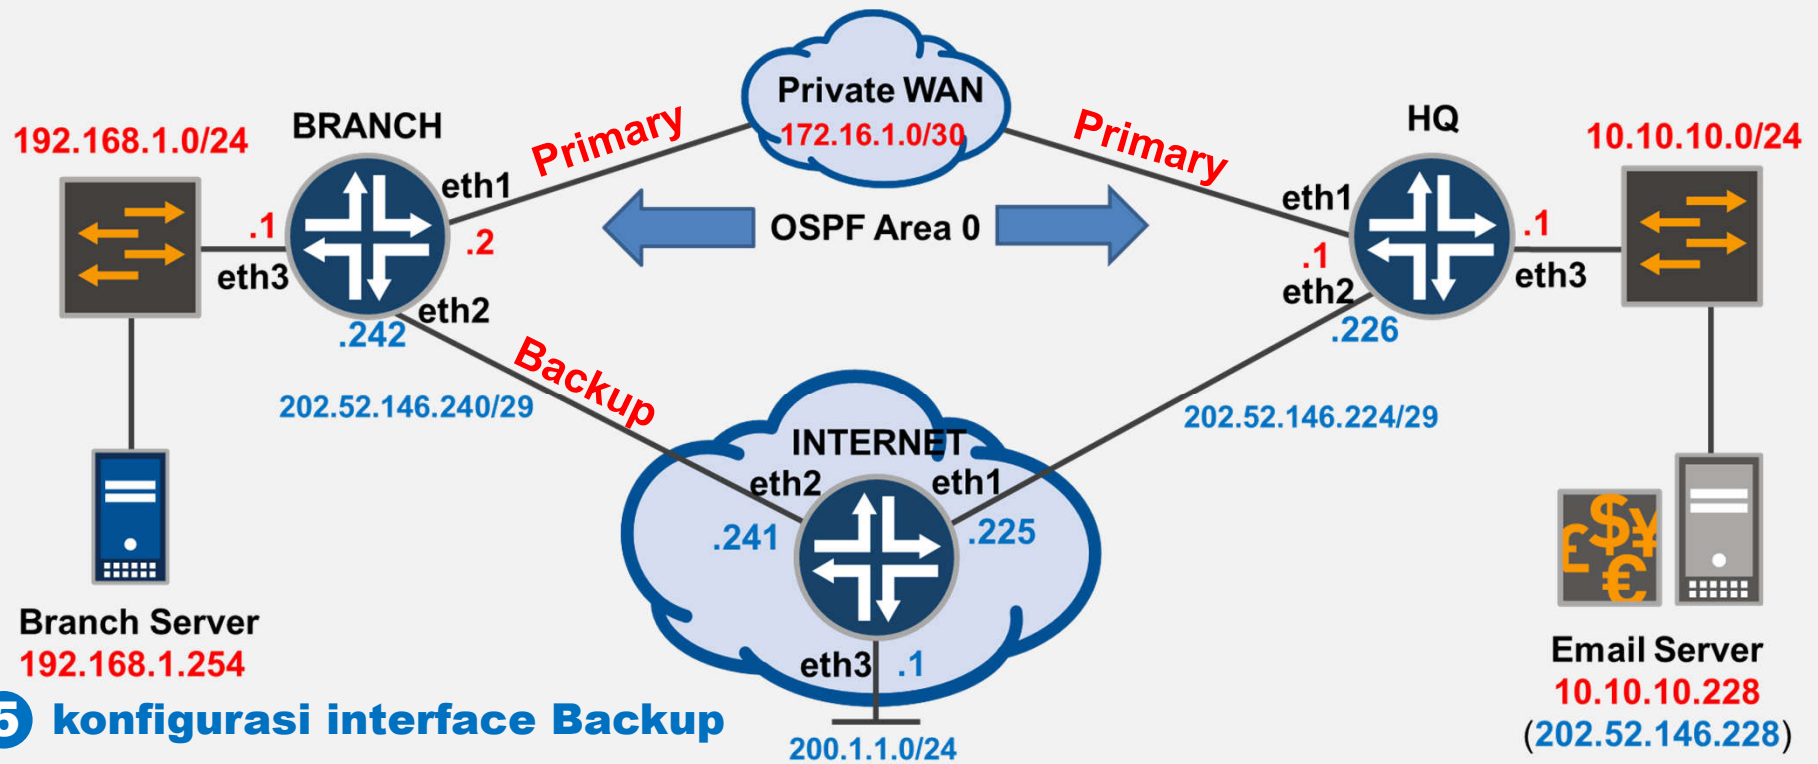 Private WAN
172.16.1.0/30
BRANCH
HQ
192.168.1.0/24
Primary
Primary
10.10.10.0/24
eth1
eth1
.1
.2
OSPF Area 0
.1
.1
eth3
eth2
eth2
eth3
.242
.226
Backup
202.52.146.240/29
202.52.146.224/29
INTERNET
eth2
eth1
.241
.225
£$¥€
Branch Server
192.168.1.254
eth3
.1
Email Server
10.10.10.228
(202.52.146.228)
5 konfigurasi interface Backup
200.1.1.0/24